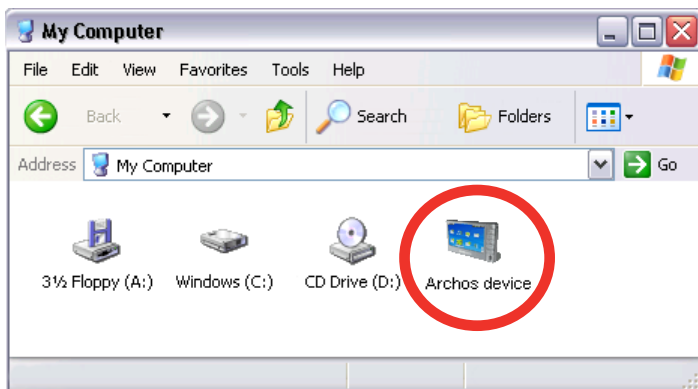 My Computer
File Edit View Favorites Tools Help
Back Search Folders
Address My Computer Go
3½ Floppy (A:) Windows (C:) CD Drive (D:) Archos device